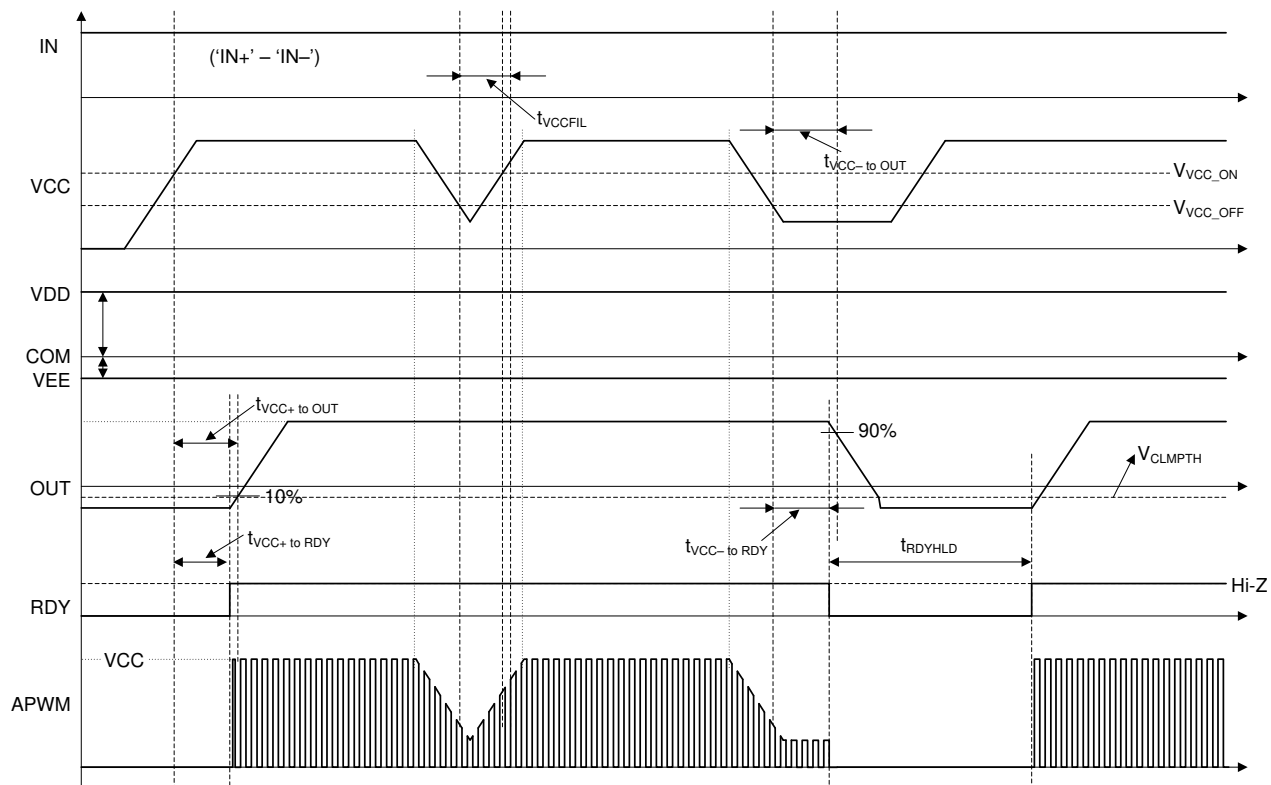 IN
('IN+' – 'IN–')
tVCCFIL
tVCC– to OUT
VCC
VVCC_ON
VVCC_OFF
VDD
COM
VEE
tVCC+ to OUT
90%
VCLMPTH
OUT
10%
tVCC+ to RDY
tVCC– to RDY
tRDYHLD
Hi-Z
RDY
VCC
APWM